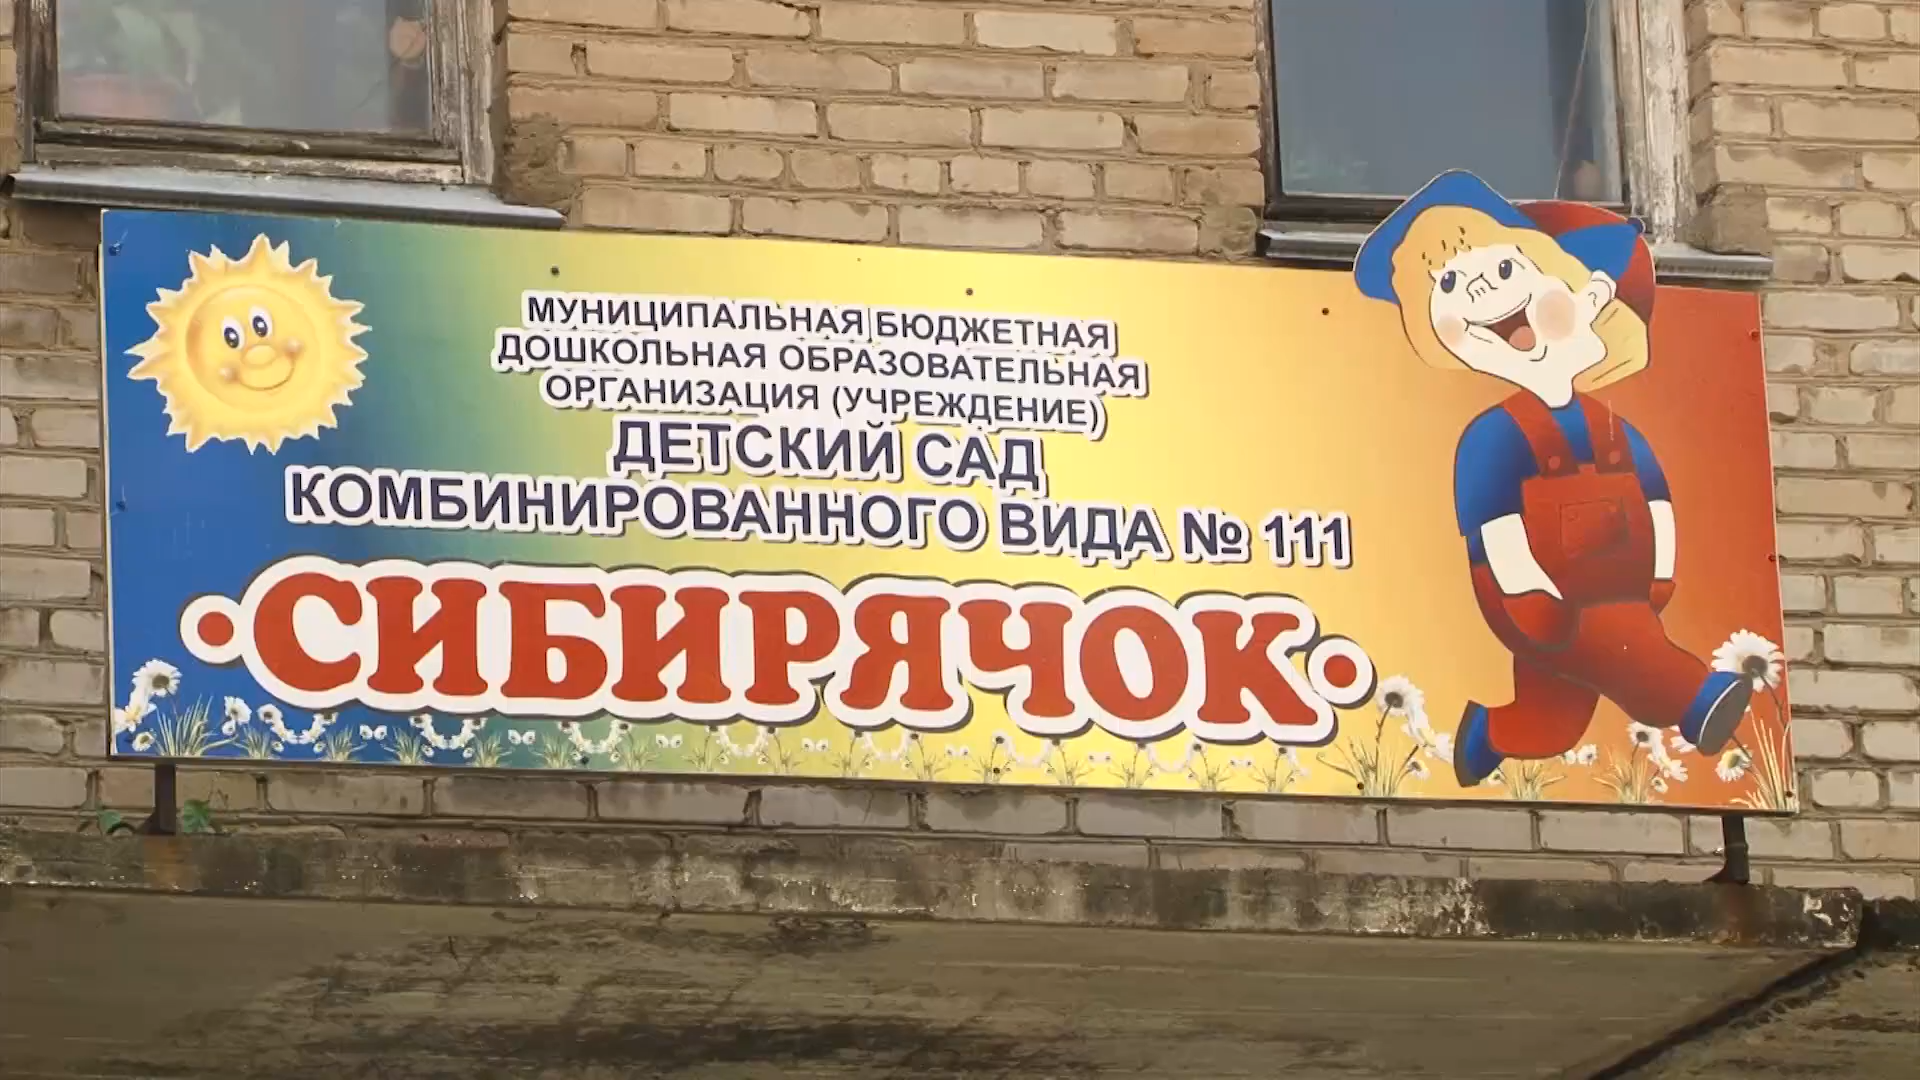 МУНИЦИПАЛЬНАЯ БЮДЖЕТНАЯ
ДОШКОЛЬНАЯ ОБРАЗОВАТЕЛЬНАЯ
ОРГАНИЗАЦИЯ (УЧРЕЖДЕНИЕ)
ДЕТСКИЙ САД
КОМБИНИРОВАННОГО ВИДА № 111
•СИБИРЯЧОК•